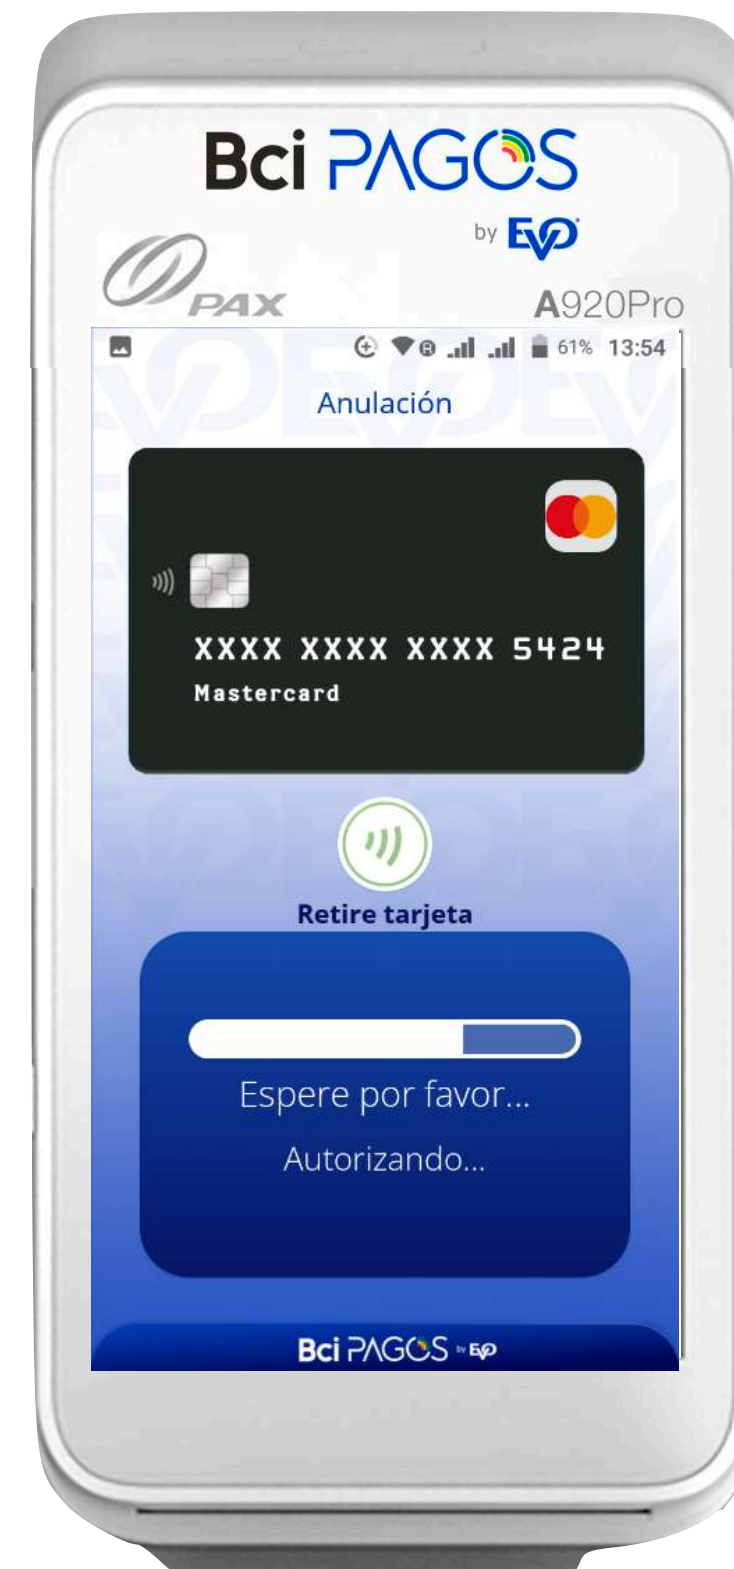 Bci PAGOS
by EVO
PAX
A920Pro
R 61% 13:54
Anulación
XXXX XXXX XXXX 5424
Mastercard
Retire tarjeta
Espere por favor...
Autorizando...
Bci PAGOS by EVO